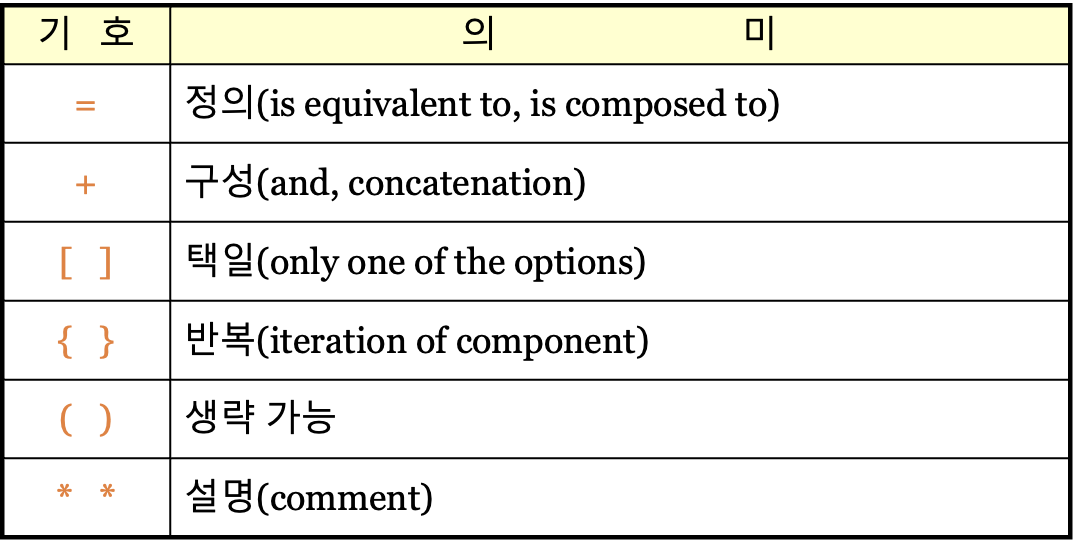 기 호 의 미
= 정의(is equivalent to, is composed to)
+ 구성(and, concatenation)
[ ] 택일(only one of the options)
{ } 반복(iteration of component)
( ) 생략 가능
* * 설명(comment)